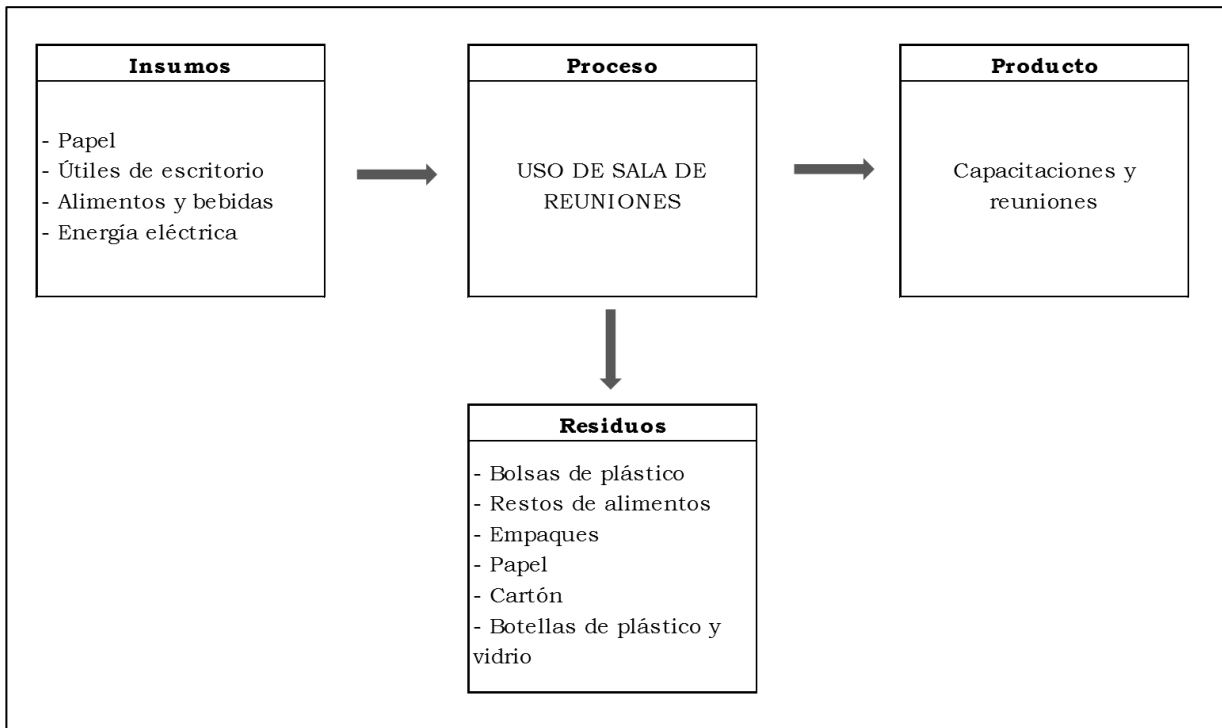 Insumos
- Papel
- Útiles de escritorio
- Alimentos y bebidas
- Energía eléctrica
Proceso
USO DE SALA DE
REUNIONES
Producto
Capacitaciones y
reuniones
Residuos
- Bolsas de plástico
- Restos de alimentos
- Empaques
- Papel
- Cartón
- Botellas de plástico y
vidrio